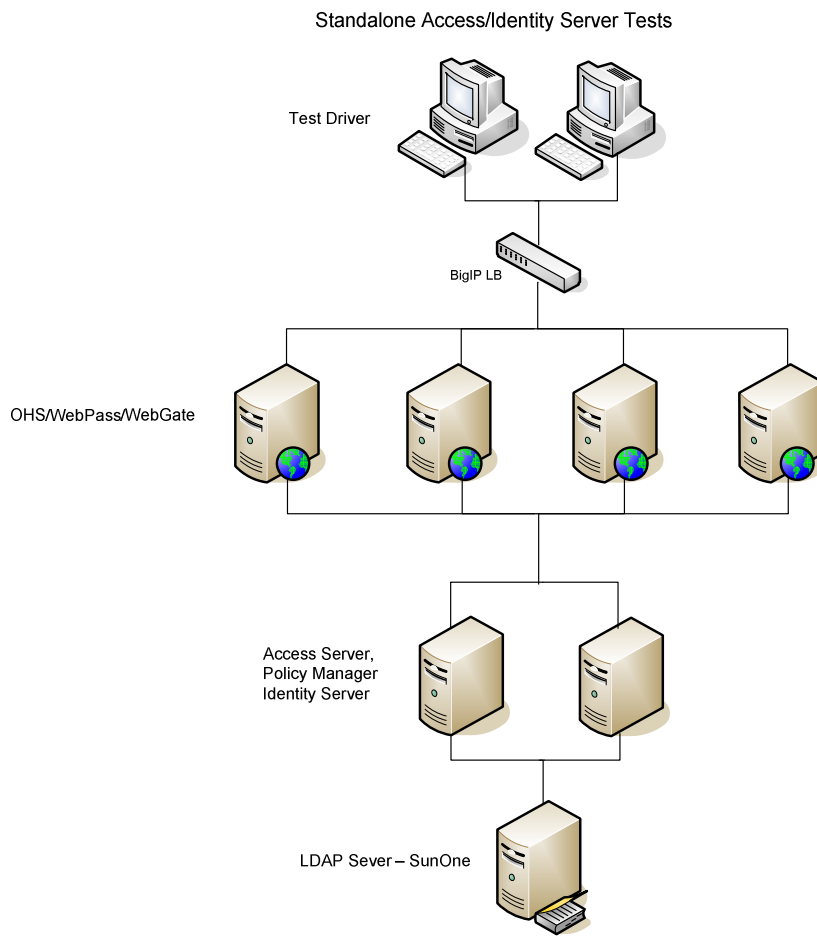 Standalone Access/Identity Server Tests
Test Driver
BigIP LB
OHS/WebPass/WebGate
Access Server,
Policy Manager
Identity Server
LDAP Sever – SunOne